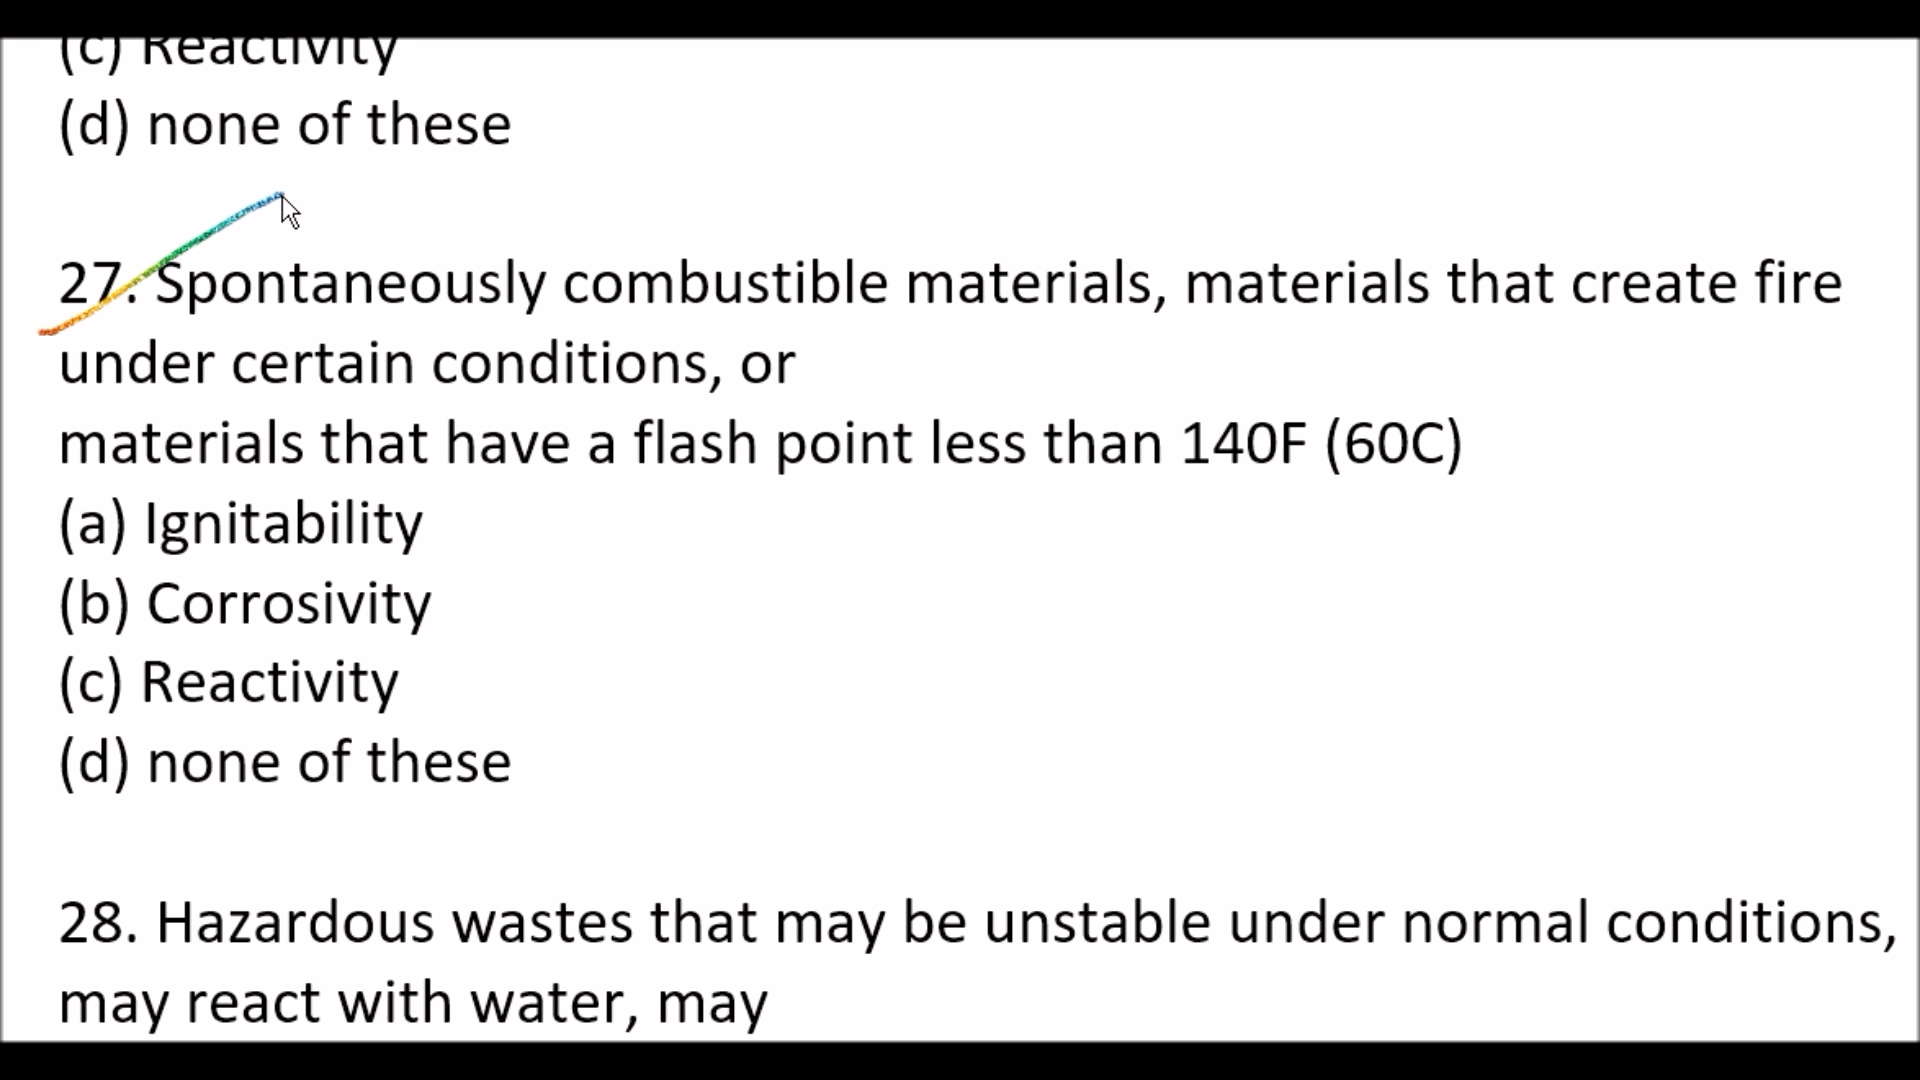 (c) Reactivity
(d) none of these
27. Spontaneously combustible materials, materials that create fire
under certain conditions, or
materials that have a flash point less than 140F (60C)
(a) Ignitability
(b) Corrosivity
(c) Reactivity
(d) none of these
28. Hazardous wastes that may be unstable under normal conditions,
may react with water, may